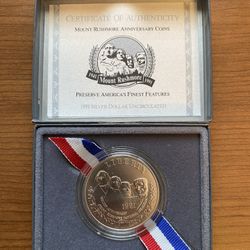 CERTIFICATE OF AUTHENTICITY
MOUNT RUSHMORE ANNIVERSARY COIN
1941 1991
Mount Rushmore
PRESERVE AMERICA'S FINEST FEATURES
1991 SILVER DOLLAR UNCIRCULATED
LIBERTY
1991